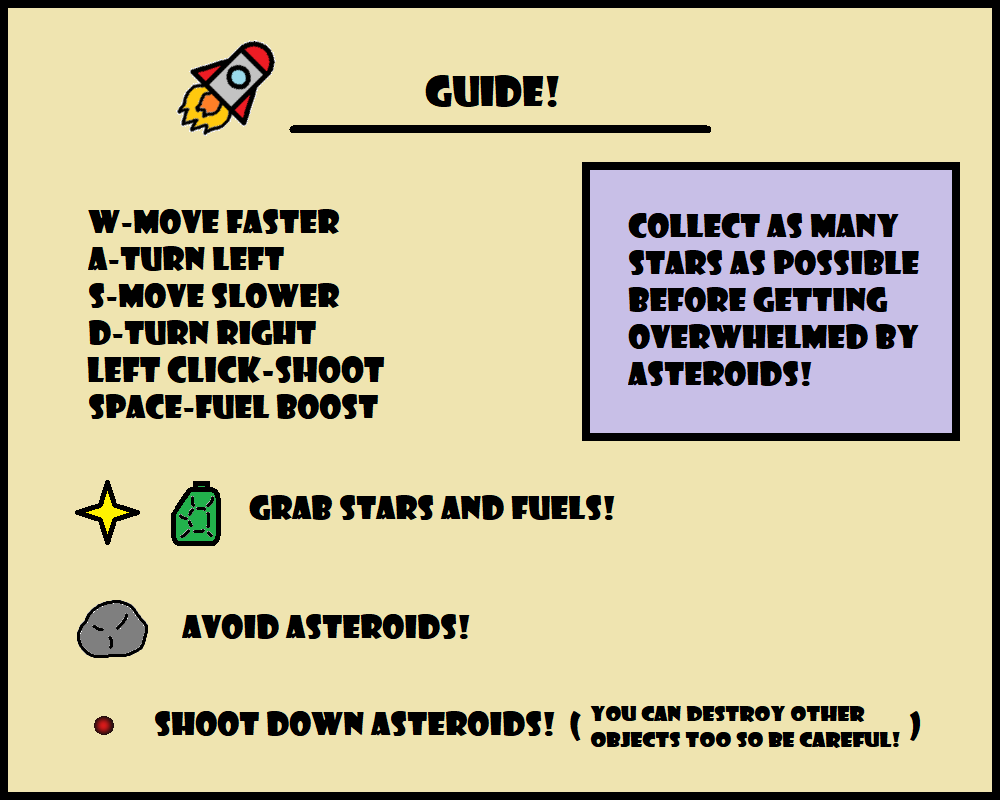 GUIDE!
W-MOVE FASTER
A-TURN LEFT
S-MOVE SLOWER
D-TURN RIGHT
LEFT CLICK-SHOOT
SPACE-FUEL BOOST
COLLECT AS MANY
STARS AS POSSIBLE
BEFORE GETTING
OVERWHELMED BY
ASTEROIDS!
GRAB STARS AND FUELS!
AVOID ASTEROIDS!
SHOOT DOWN ASTEROIDS! ( YOU CAN DESTROY OTHER
OBJECTS TOO SO BE CAREFUL! )